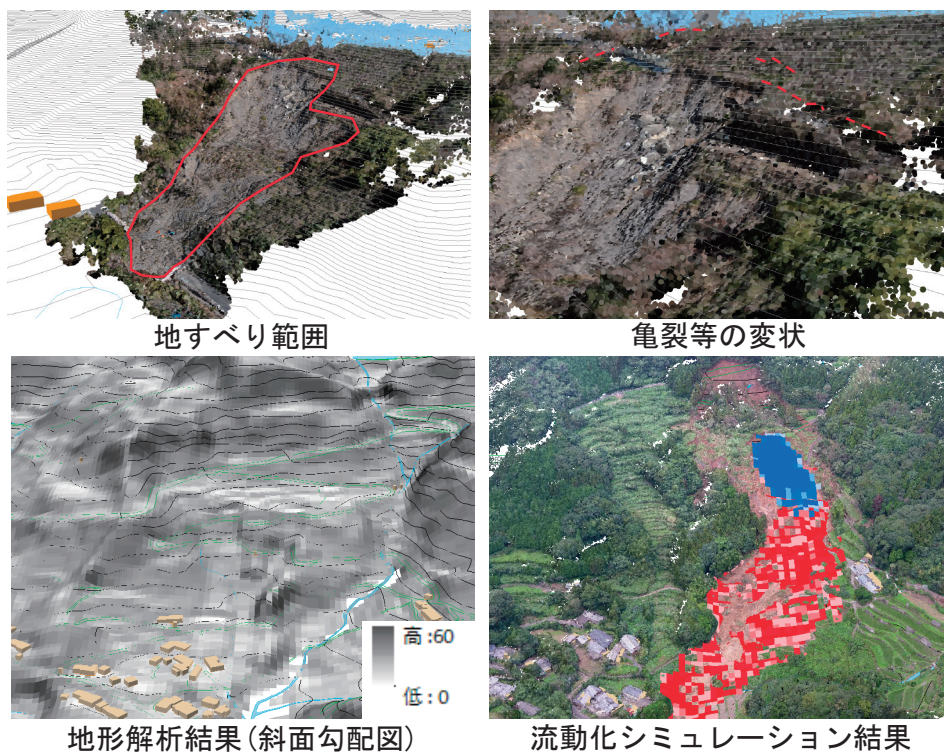 地すべり範囲
亀裂等の変状
高:60
低:0
地形解析結果(斜面勾配図)
流動化シミュレーション結果